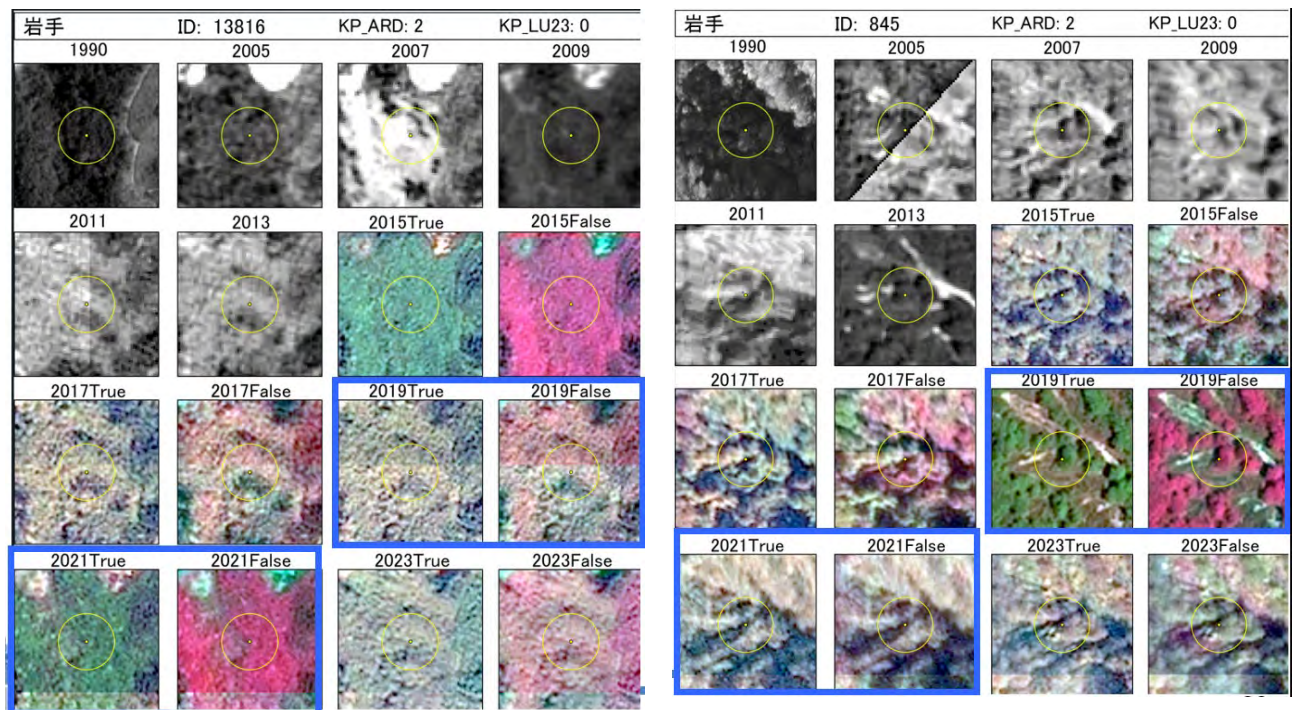 岩手 ID: 13816 KP_ARD: 2 KP_LU23: 0
1990 2005 2007 2009
2011 2013 2015True 2015False
2017True 2017False 2019True 2019False
2021True 2021False 2023True 2023False
岩手 ID: 845 KP_ARD: 2 KP_LU23: 0
1990 2005 2007 2009
2011 2013 2015True 2015False
2017True 2017False 2019True 2019False
2021True 2021False 2023True 2023False